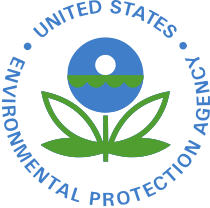 UNITED STATES
ENVIRONMENTAL PROTECTION AGENCY